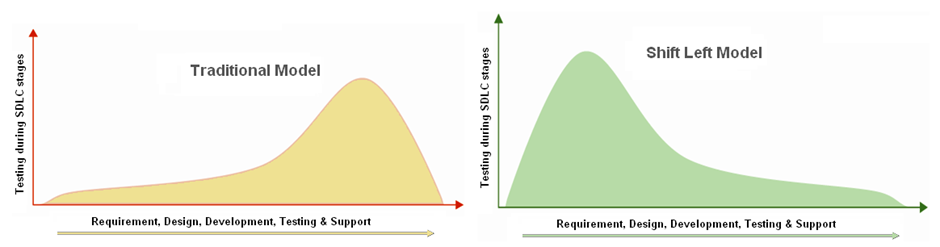 Traditional Model
Testing during SDLC stages
Requirement, Design, Development, Testing & Support
Shift Left Model
Testing during SDLC stages
Requirement, Design, Development, Testing & Support